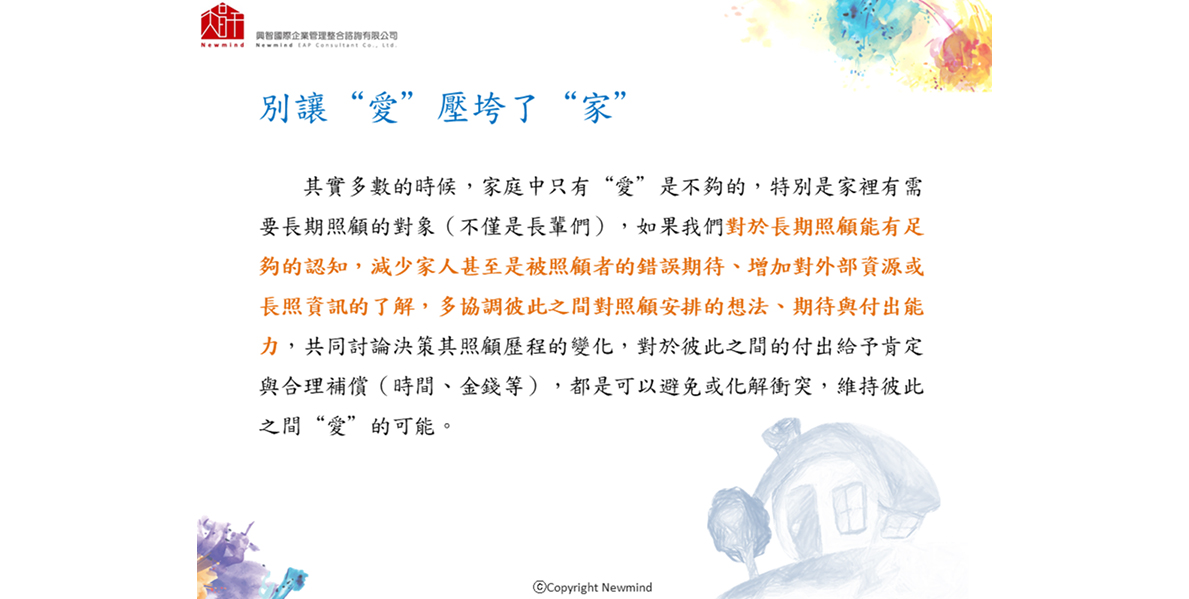 Newmind
興智國際企業管理整合諮詢有限公司
Newmind EAP Consultant Co., Ltd.
別讓“愛”壓垮了“家”
其實多數的時候，家庭中只有“愛”是不夠的，特別是家裡有需
要長期照顧的對象（不僅是長輩們），如果我們對於長期照顧能有足
夠的認知，減少家人甚至是被照顧者的錯誤期待、增加對外部資源或
長照資訊的了解，多協調彼此之間對照顧安排的想法、期待與付出能
力，共同討論決策其照顧歷程的變化，對於彼此之間的付出給予肯定
與合理補償（時間、金錢等），都是可以避免或化解衝突，維持彼此
之間“愛”的可能。
ⒸCopyright Newmind